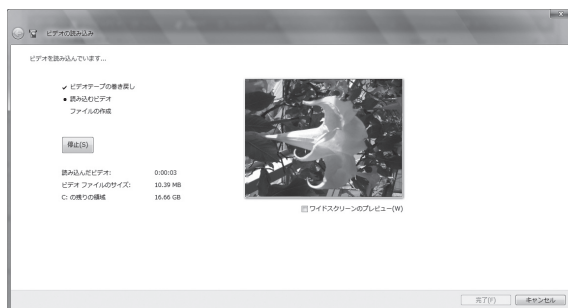 ビデオの読み込み
ビデオを読み込んでいます...
✔ ビデオテープの巻き戻し
● 読み込むビデオ
ファイルの作成
停止(S)
読み込んだビデオ: 0:00:03
ビデオ ファイルのサイズ: 10.39 MB
C: の残りの領域 16.66 GB
ワイドスクリーンのプレビュー(W)
完了(F) キャンセル